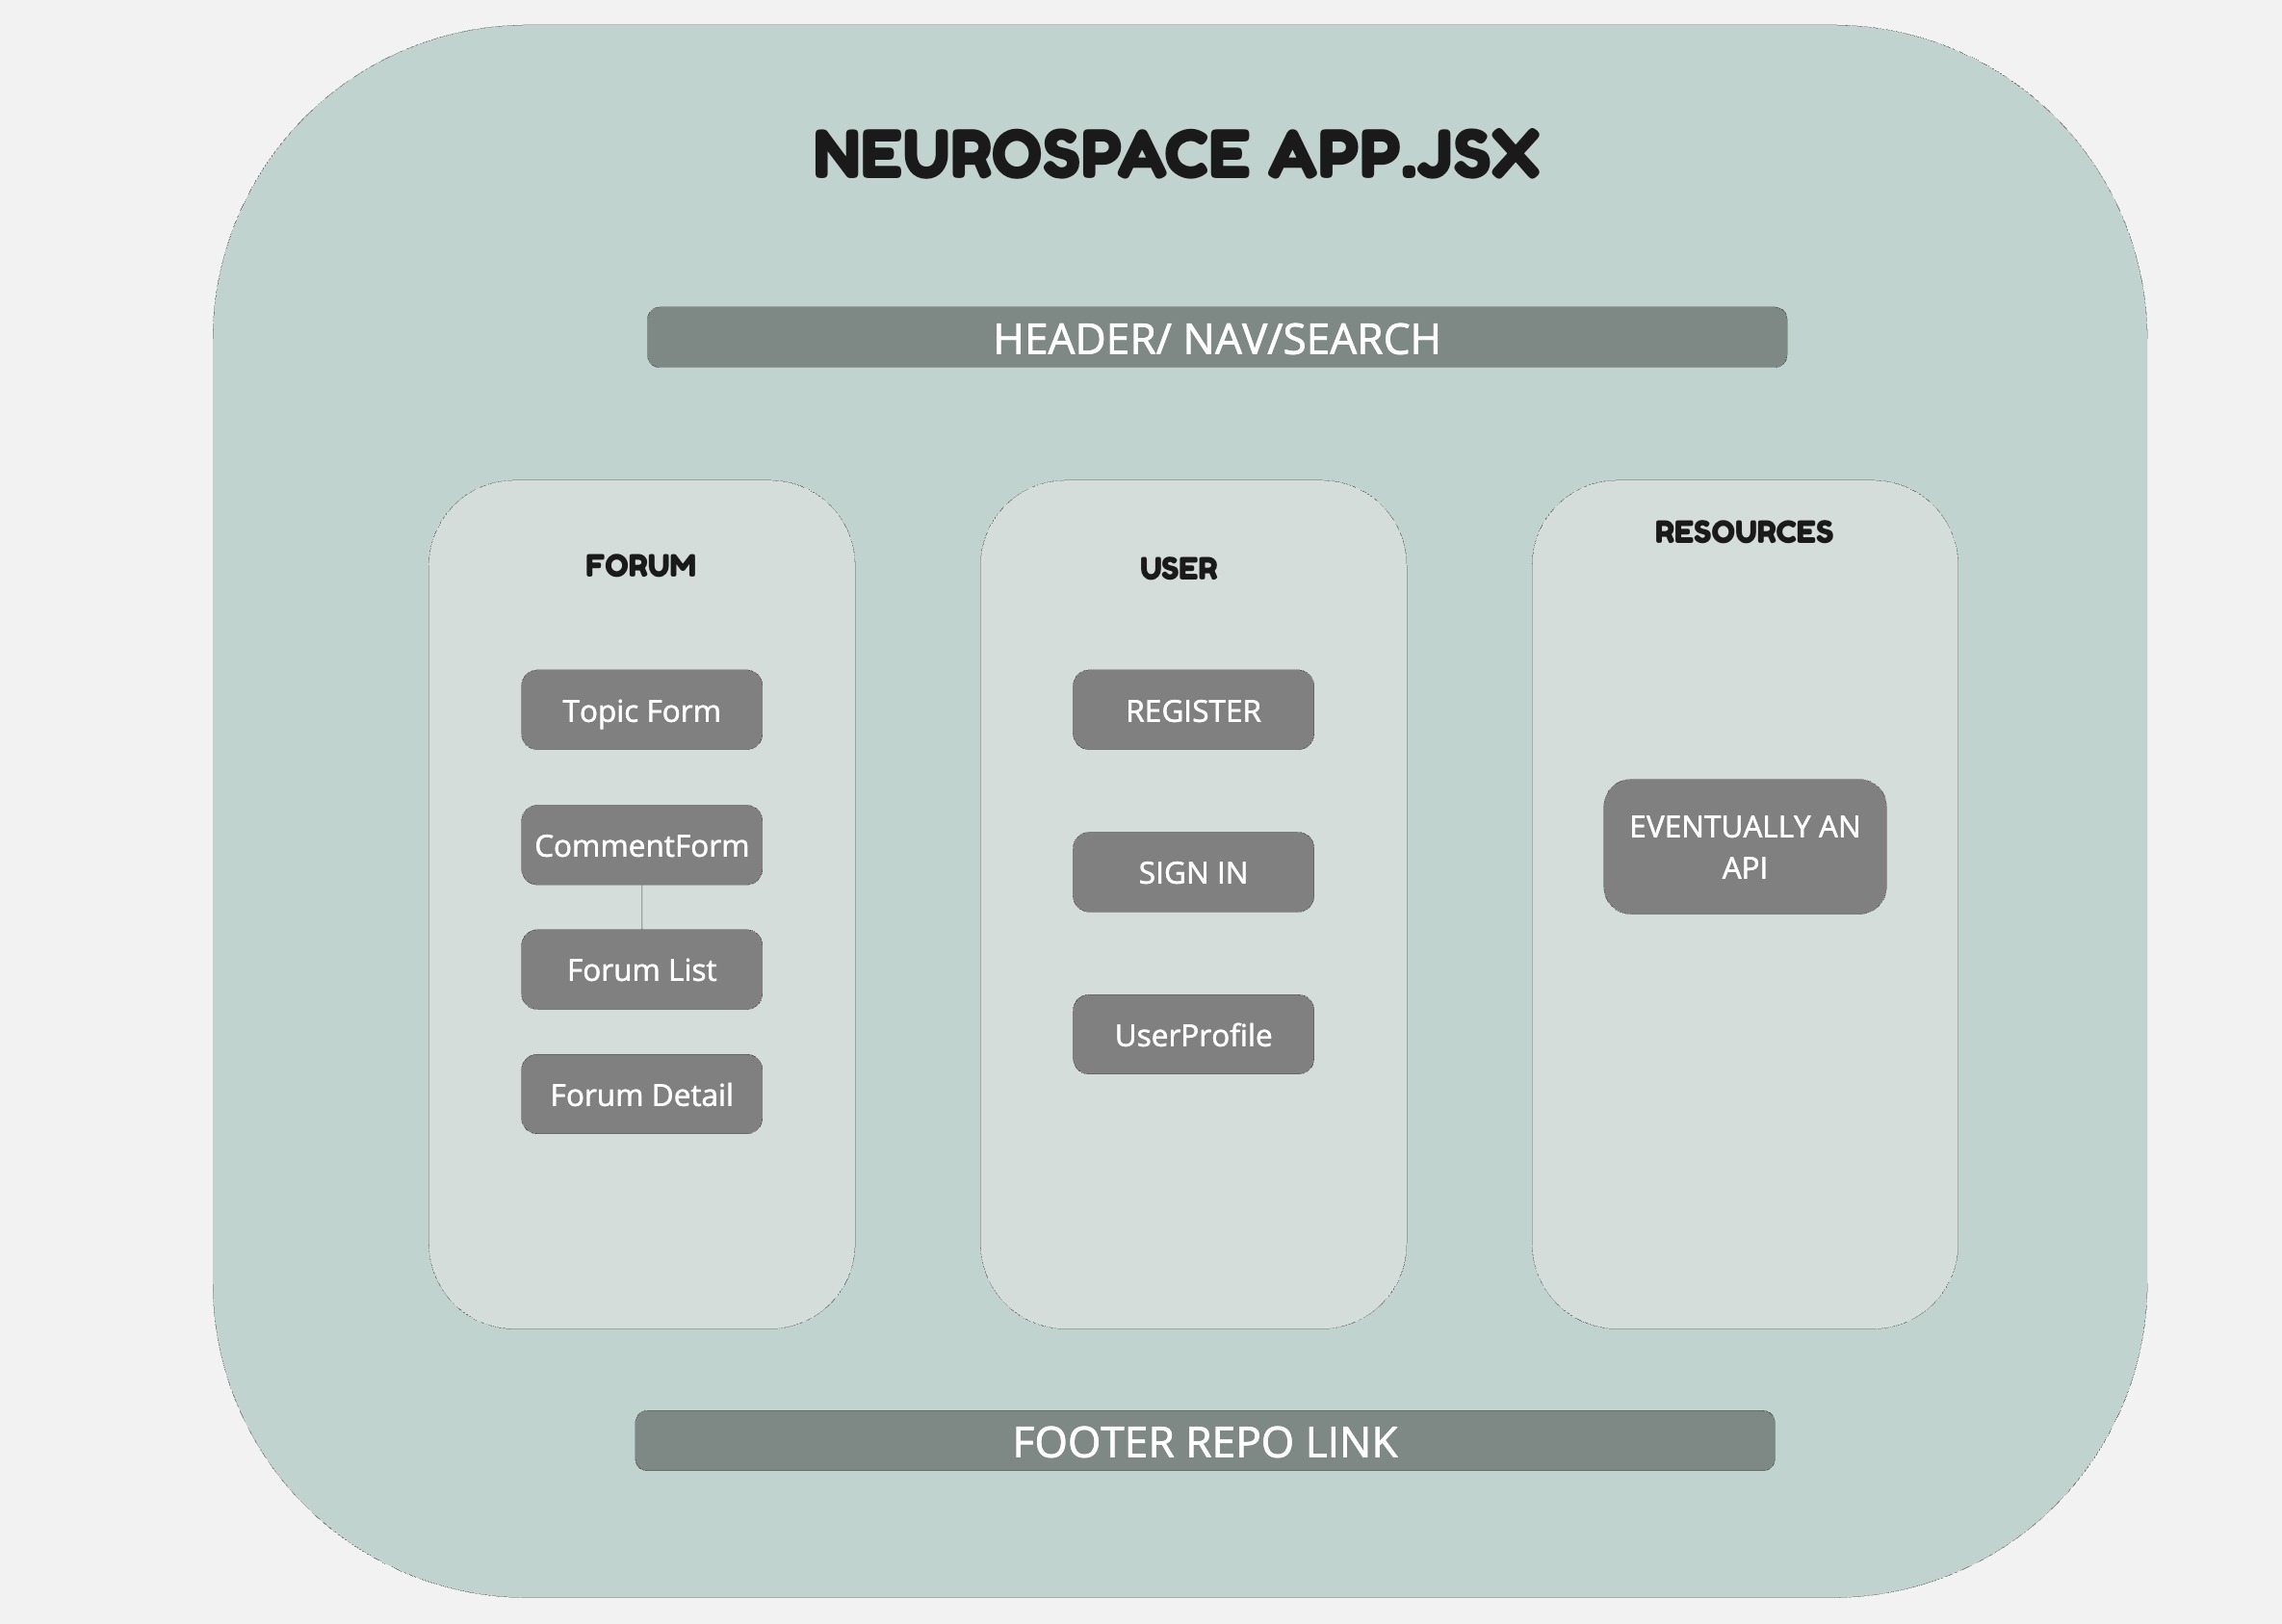 NEUROSPACE APP.JSX
HEADER/ NAV/SEARCH
FORUM
Topic Form
CommentForm
Forum List
Forum Detail
USER
REGISTER
SIGN IN
UserProfile
RESOURCES
EVENTUALLY AN
API
FOOTER REPO LINK